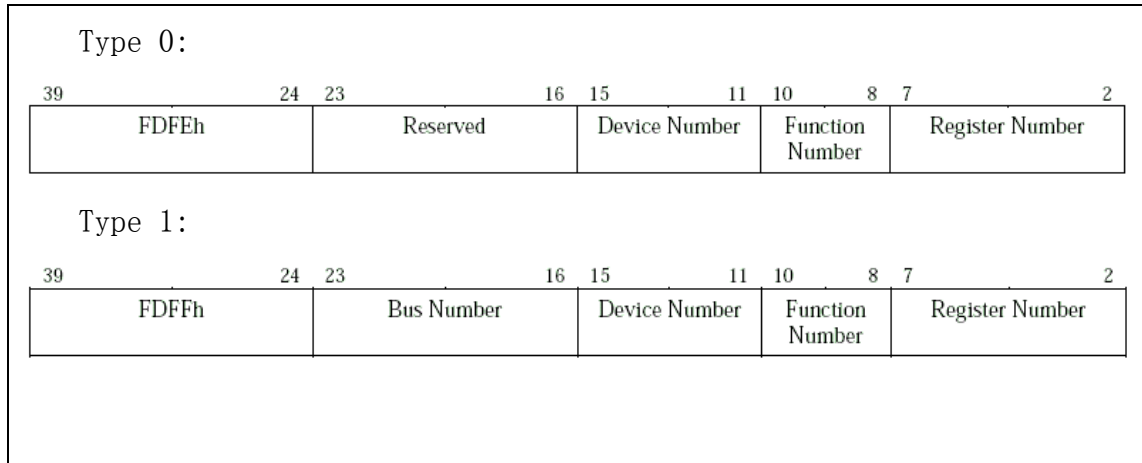 Type 0:
39 24 23 16 15 11 10 8 7 2
FDFEh Reserved Device Number Function Number Register Number
Type 1:
39 24 23 16 15 11 10 8 7 2
FDFFh Bus Number Device Number Function Number Register Number